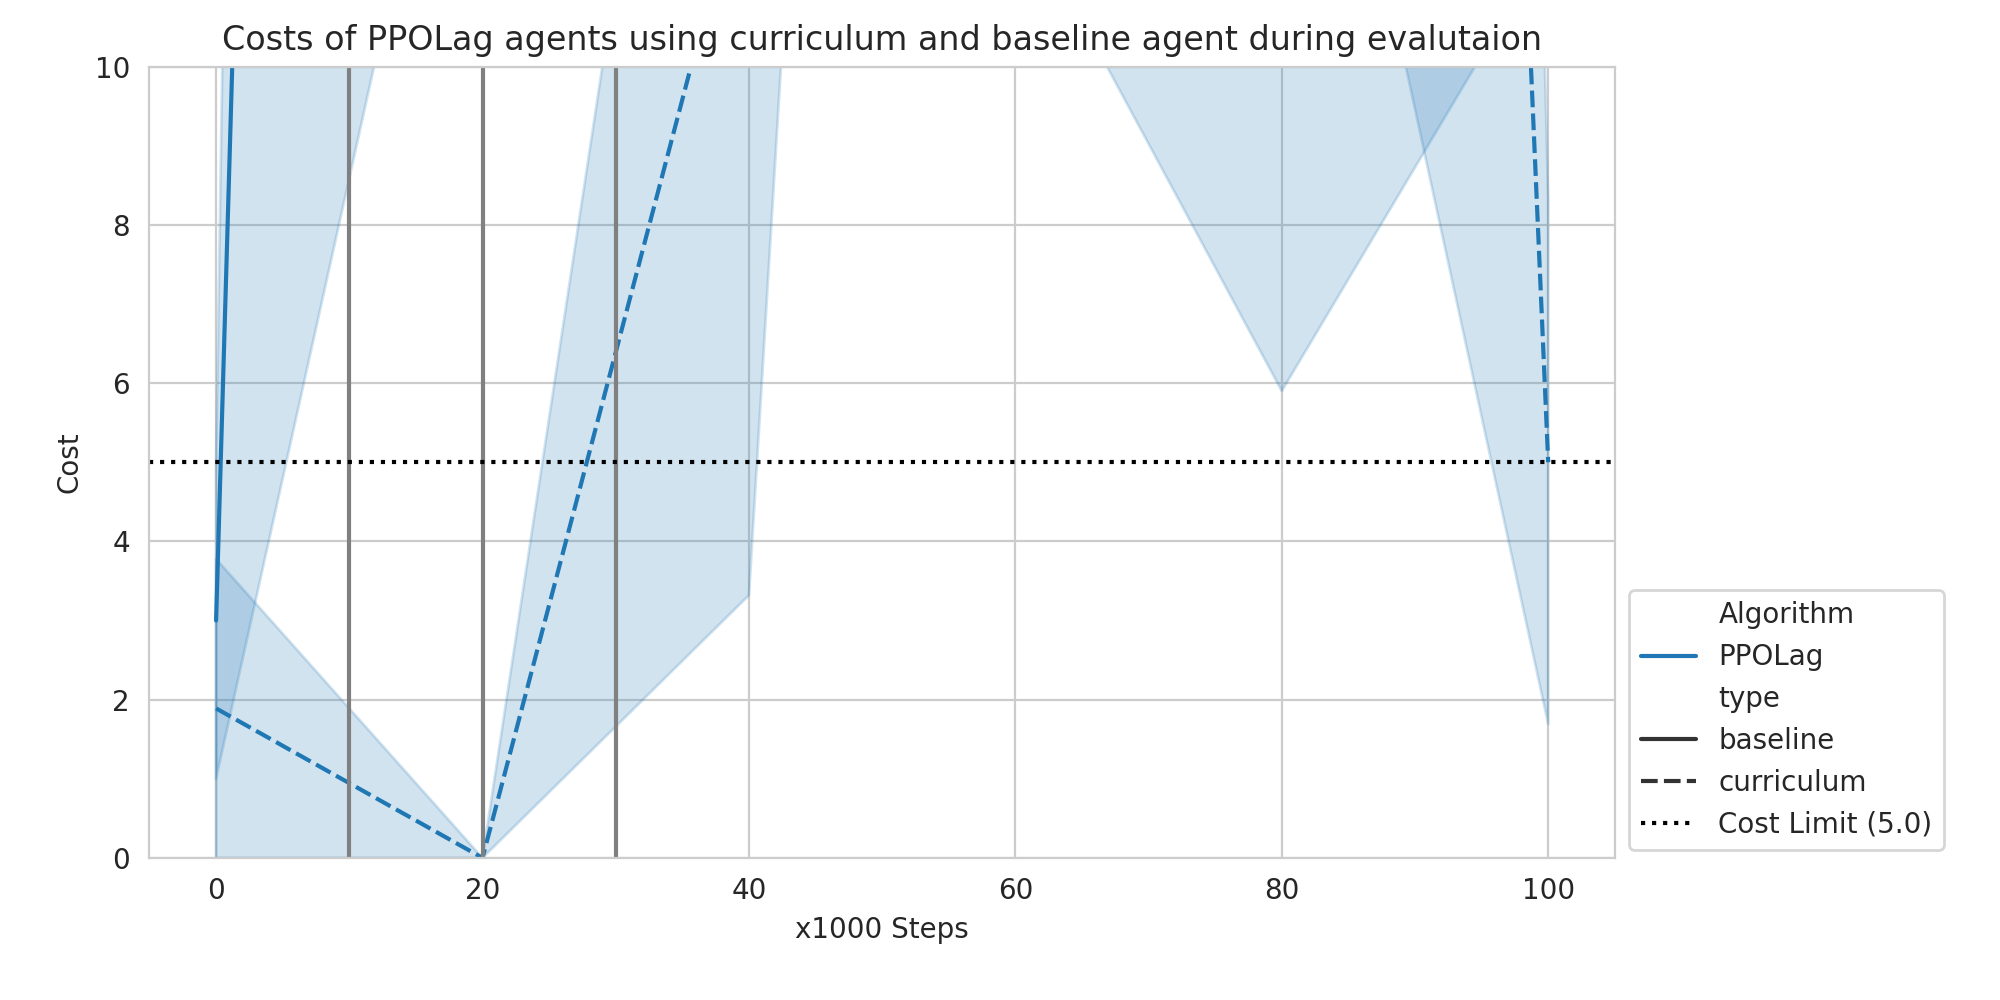 Costs of PPOLag agents using curriculum and baseline agent during evalutaion
10
8
6
4
2
0
Cost
0 20 40 60 80 100
x1000 Steps
Algorithm
PPOLag
type
baseline
curriculum
Cost Limit (5.0)